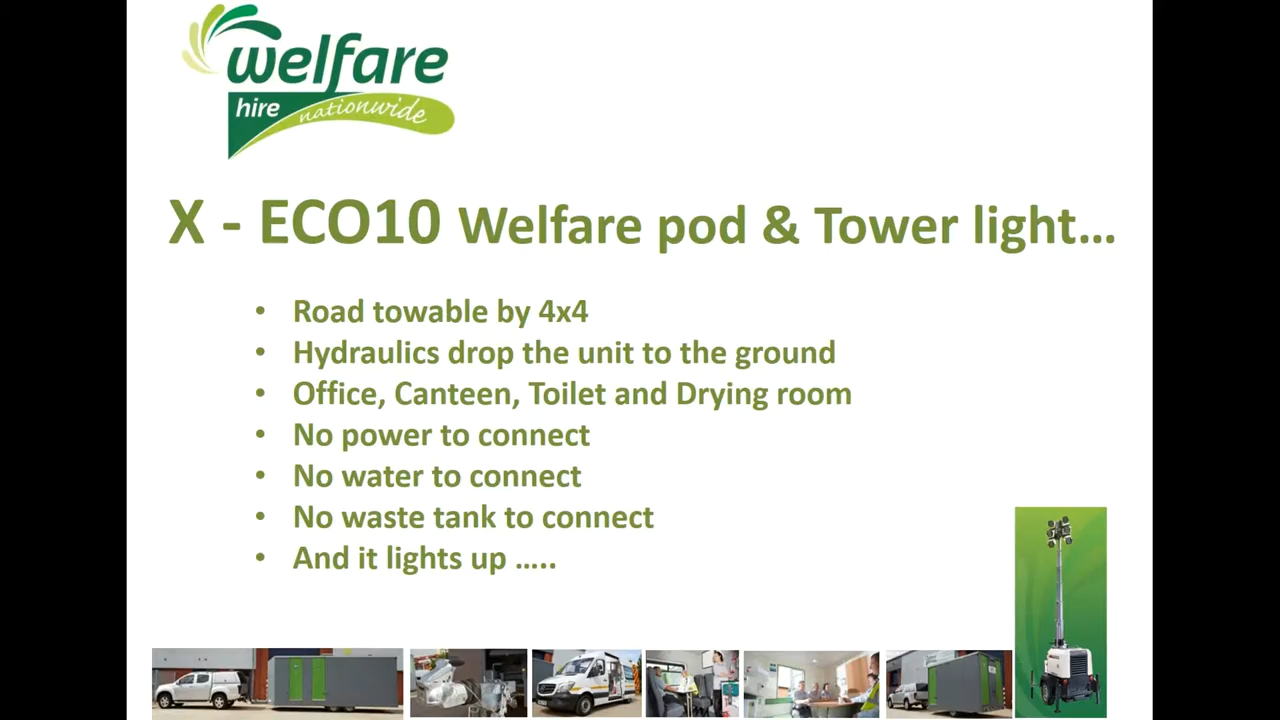 welfare
hire nationwide
X - ECO10 Welfare pod & Tower light...
• Road towable by 4x4
• Hydraulics drop the unit to the ground
• Office, Canteen, Toilet and Drying room
• No power to connect
• No water to connect
• No waste tank to connect
• And it lights up .....